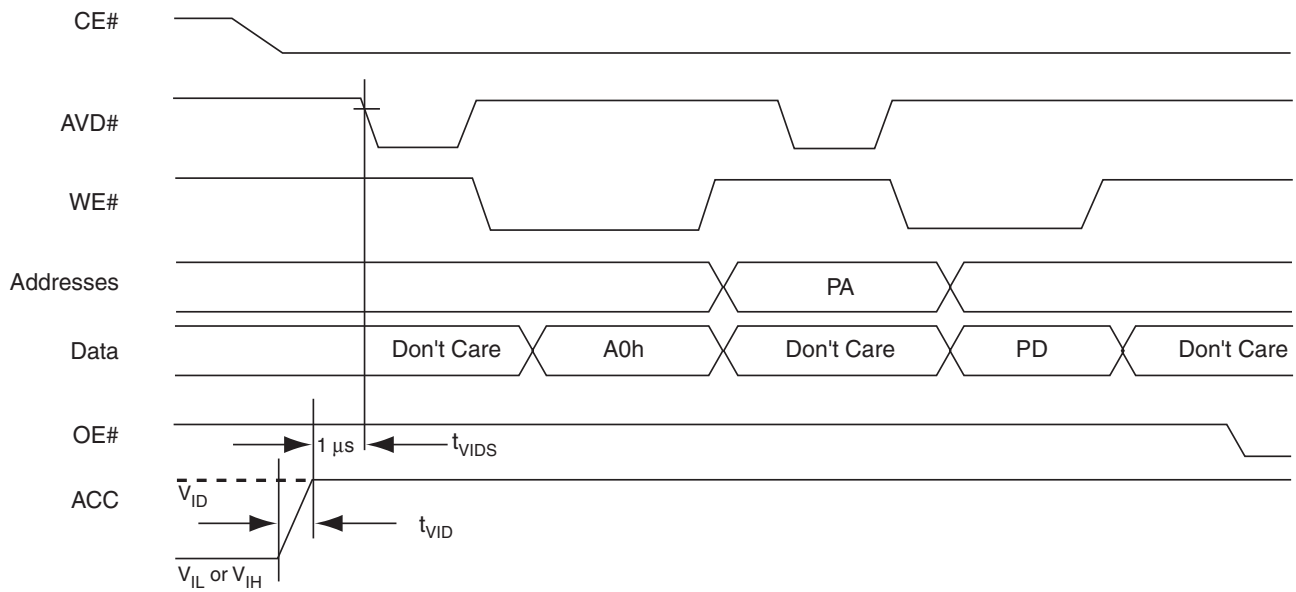 CE#
AVD#
WE#
Addresses
PA
Data
Don't Care
A0h
Don't Care
PD
Don't Care
OE#
1 μs
tVIDS
ACC
VID
tVID
VIL or VIH